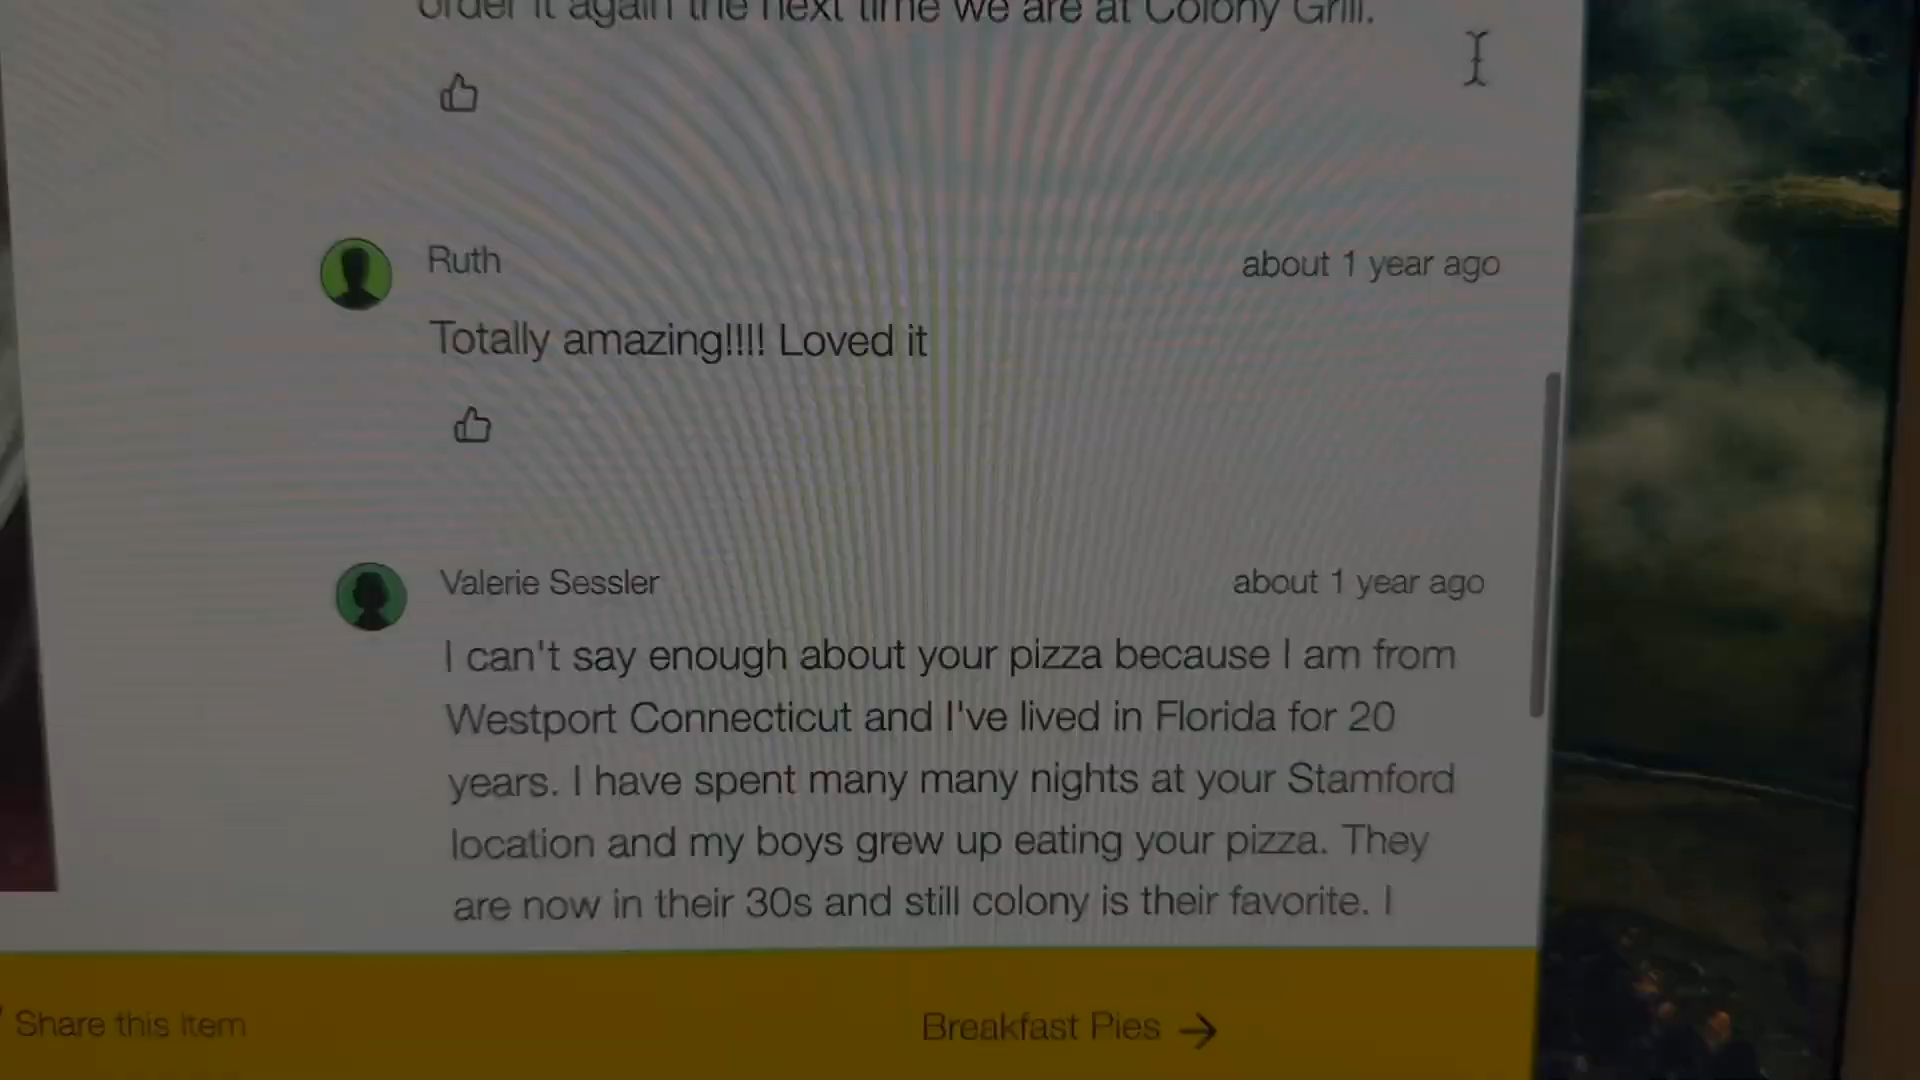 order it again the next time we are at Colony Grill.
Ruth
about 1 year ago
Totally amazing!!!! Loved it
Valerie Sessler
about 1 year ago
I can't say enough about your pizza because I am from
Westport Connecticut and I've lived in Florida for 20
years. I have spent many many nights at your Stamford
location and my boys grew up eating your pizza. They
are now in their 30s and still colony is their favorite. I
Share this item
Breakfast Pies →